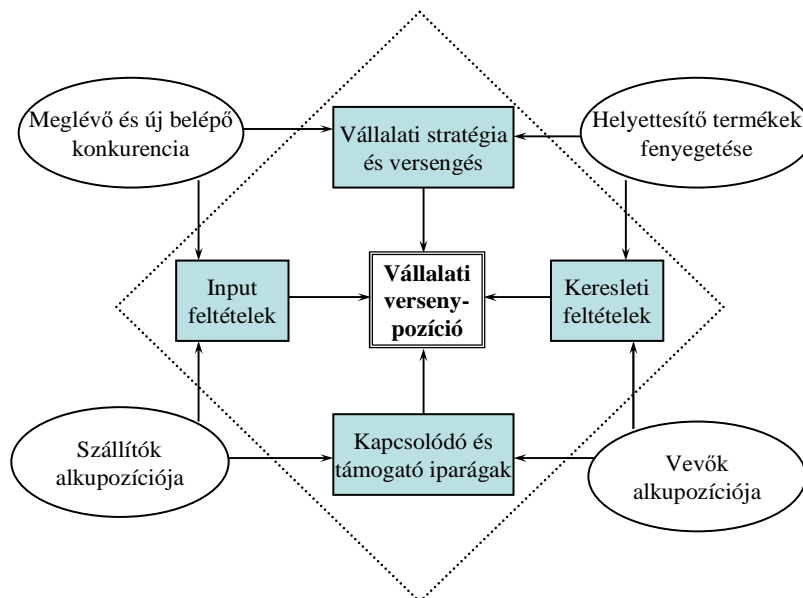 Meglévő és új belépő
konkurencia
Vállalati stratégia
és versengés
Helyettesítő termékek
fenyegetése
Input
feltételek
Vállalati
verseny-
pozíció
Keresleti
feltételek
Szállítók
alkupozíciója
Kapcsolódó és
támogató iparágak
Vevők
alkupozíciója